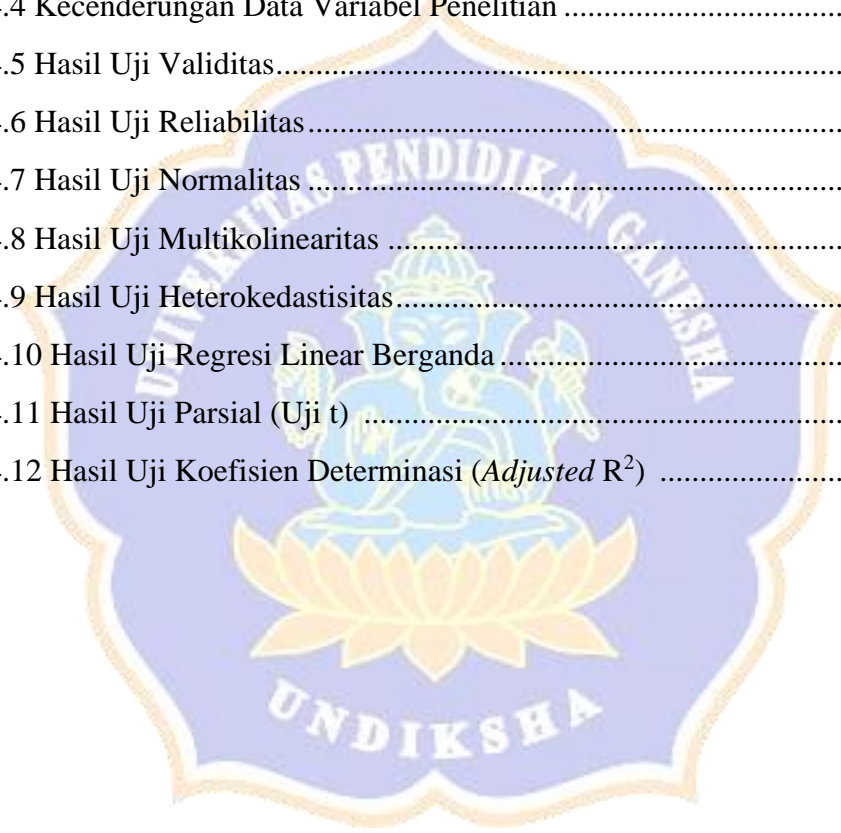 .4 Kecenderungan Data Variabel Penelitian ....................................
.5 Hasil Uji Validitas.........................................................................
.6 Hasil Uji Reliabilitas.....................................................................
.7 Hasil Uji Normalitas .....................................................................
.8 Hasil Uji Multikolinearitas ...........................................................
.9 Hasil Uji Heterokedastisitas..........................................................
.10 Hasil Uji Regresi Linear Berganda .............................................
.11 Hasil Uji Parsial (Uji t) ...............................................................
.12 Hasil Uji Koefisien Determinasi (Adjusted R²) ........................
UNIVERSITAS PENDIDIKAN GANESHA
UNDIKSHA